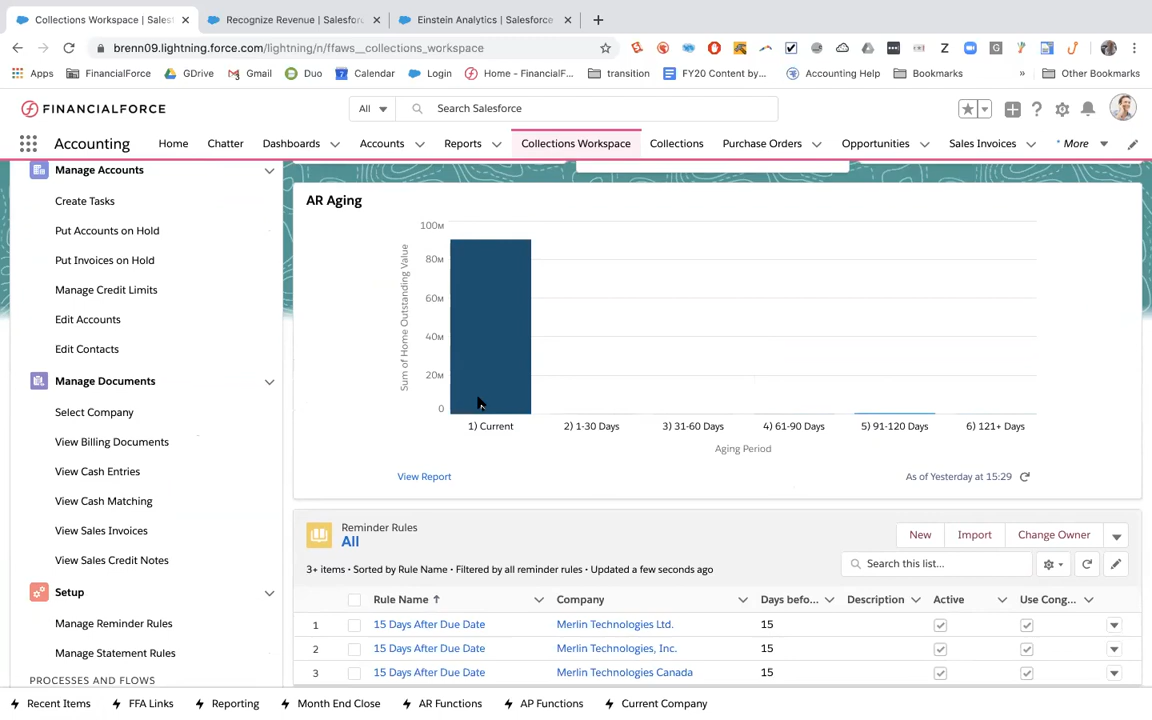 Collections Workspace | Salest
Recognize Revenue | Salesforc
Einstein Analytics | Salesforce
brenn09.lightning.force.com/lightning/n/ffaws__collections_workspace
Apps FinancialForce GDrive Gmail Duo Calendar Login Home - FinancialF... transition FY20 Content by... Accounting Help Bookmarks » Other Bookmarks
FINANCIALFORCE
All
Search Salesforce
Accounting Home Chatter Dashboards Accounts Reports Collections Workspace Collections Purchase Orders Opportunities Sales Invoices * More
Manage Accounts
Create Tasks
Put Accounts on Hold
Put Invoices on Hold
Manage Credit Limits
Edit Accounts
Edit Contacts
Manage Documents
Select Company
View Billing Documents
View Cash Entries
View Cash Matching
View Sales Invoices
View Sales Credit Notes
Setup
Manage Reminder Rules
Manage Statement Rules
PROCESSES AND FLOWS
AR Aging
Sum of Home Outstanding Value
100M
80M
60M
40M
20M
0
1) Current 2) 1-30 Days 3) 31-60 Days 4) 61-90 Days 5) 91-120 Days 6) 121+ Days
Aging Period
View Report
As of Yesterday at 15:29
Reminder Rules
All
New Import Change Owner
3+ items • Sorted by Rule Name • Filtered by all reminder rules • Updated a few seconds ago
Search this list...
Rule Name ↑ Company Days befo... Description Active Use Cong...
1 15 Days After Due Date Merlin Technologies Ltd. 15
2 15 Days After Due Date Merlin Technologies, Inc. 15
3 15 Days After Due Date Merlin Technologies Canada 15
Recent Items FFA Links Reporting Month End Close AR Functions AP Functions Current Company